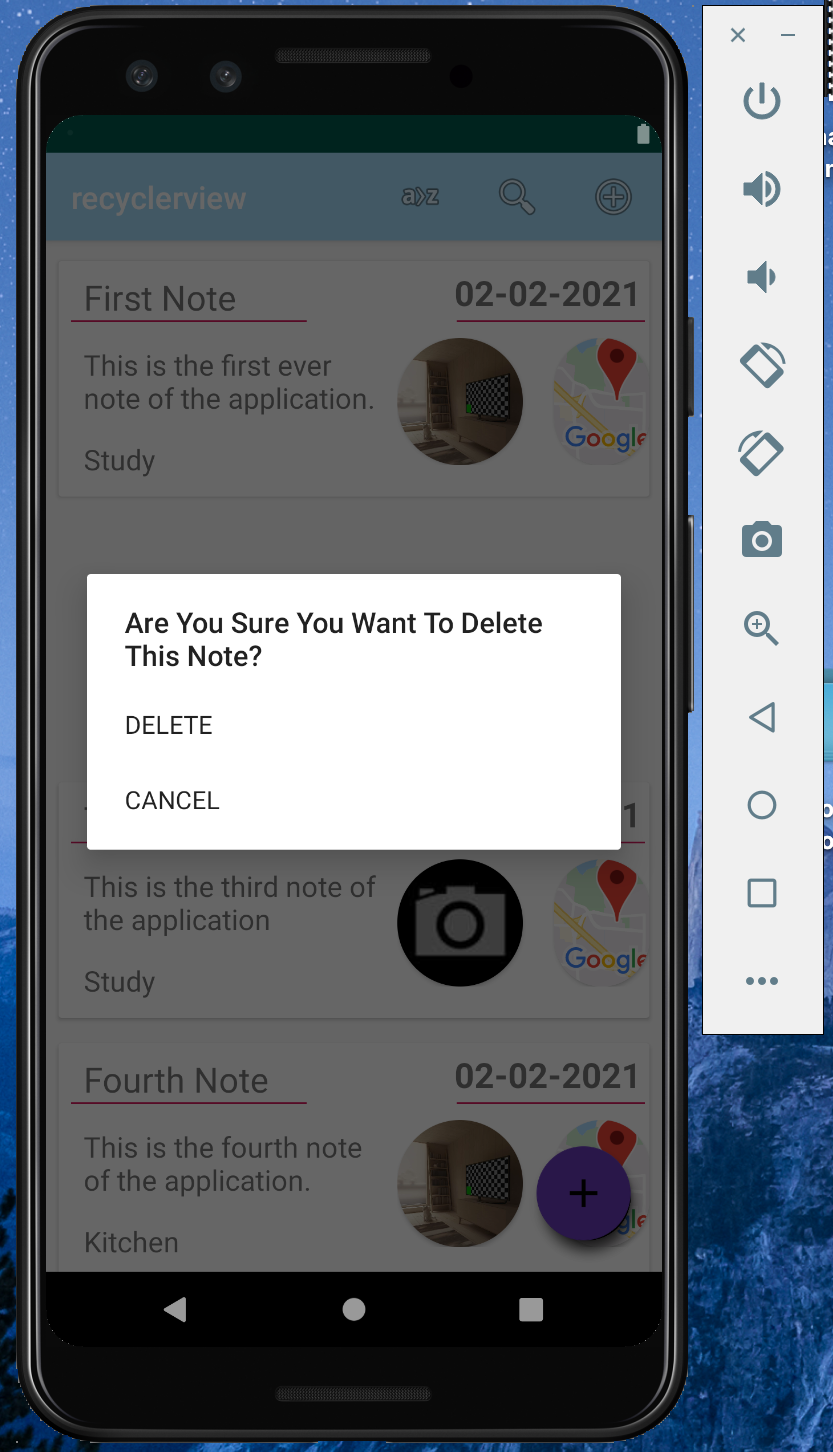 recyclerview
a>z
First Note
02-02-2021
This is the first ever
note of the application.
Google
Study
Are You Sure You Want To Delete
This Note?
DELETE
CANCEL
1
This is the third note of
the application
Google
Study
Fourth Note
02-02-2021
This is the fourth note
of the application.
gle
Kitchen
+